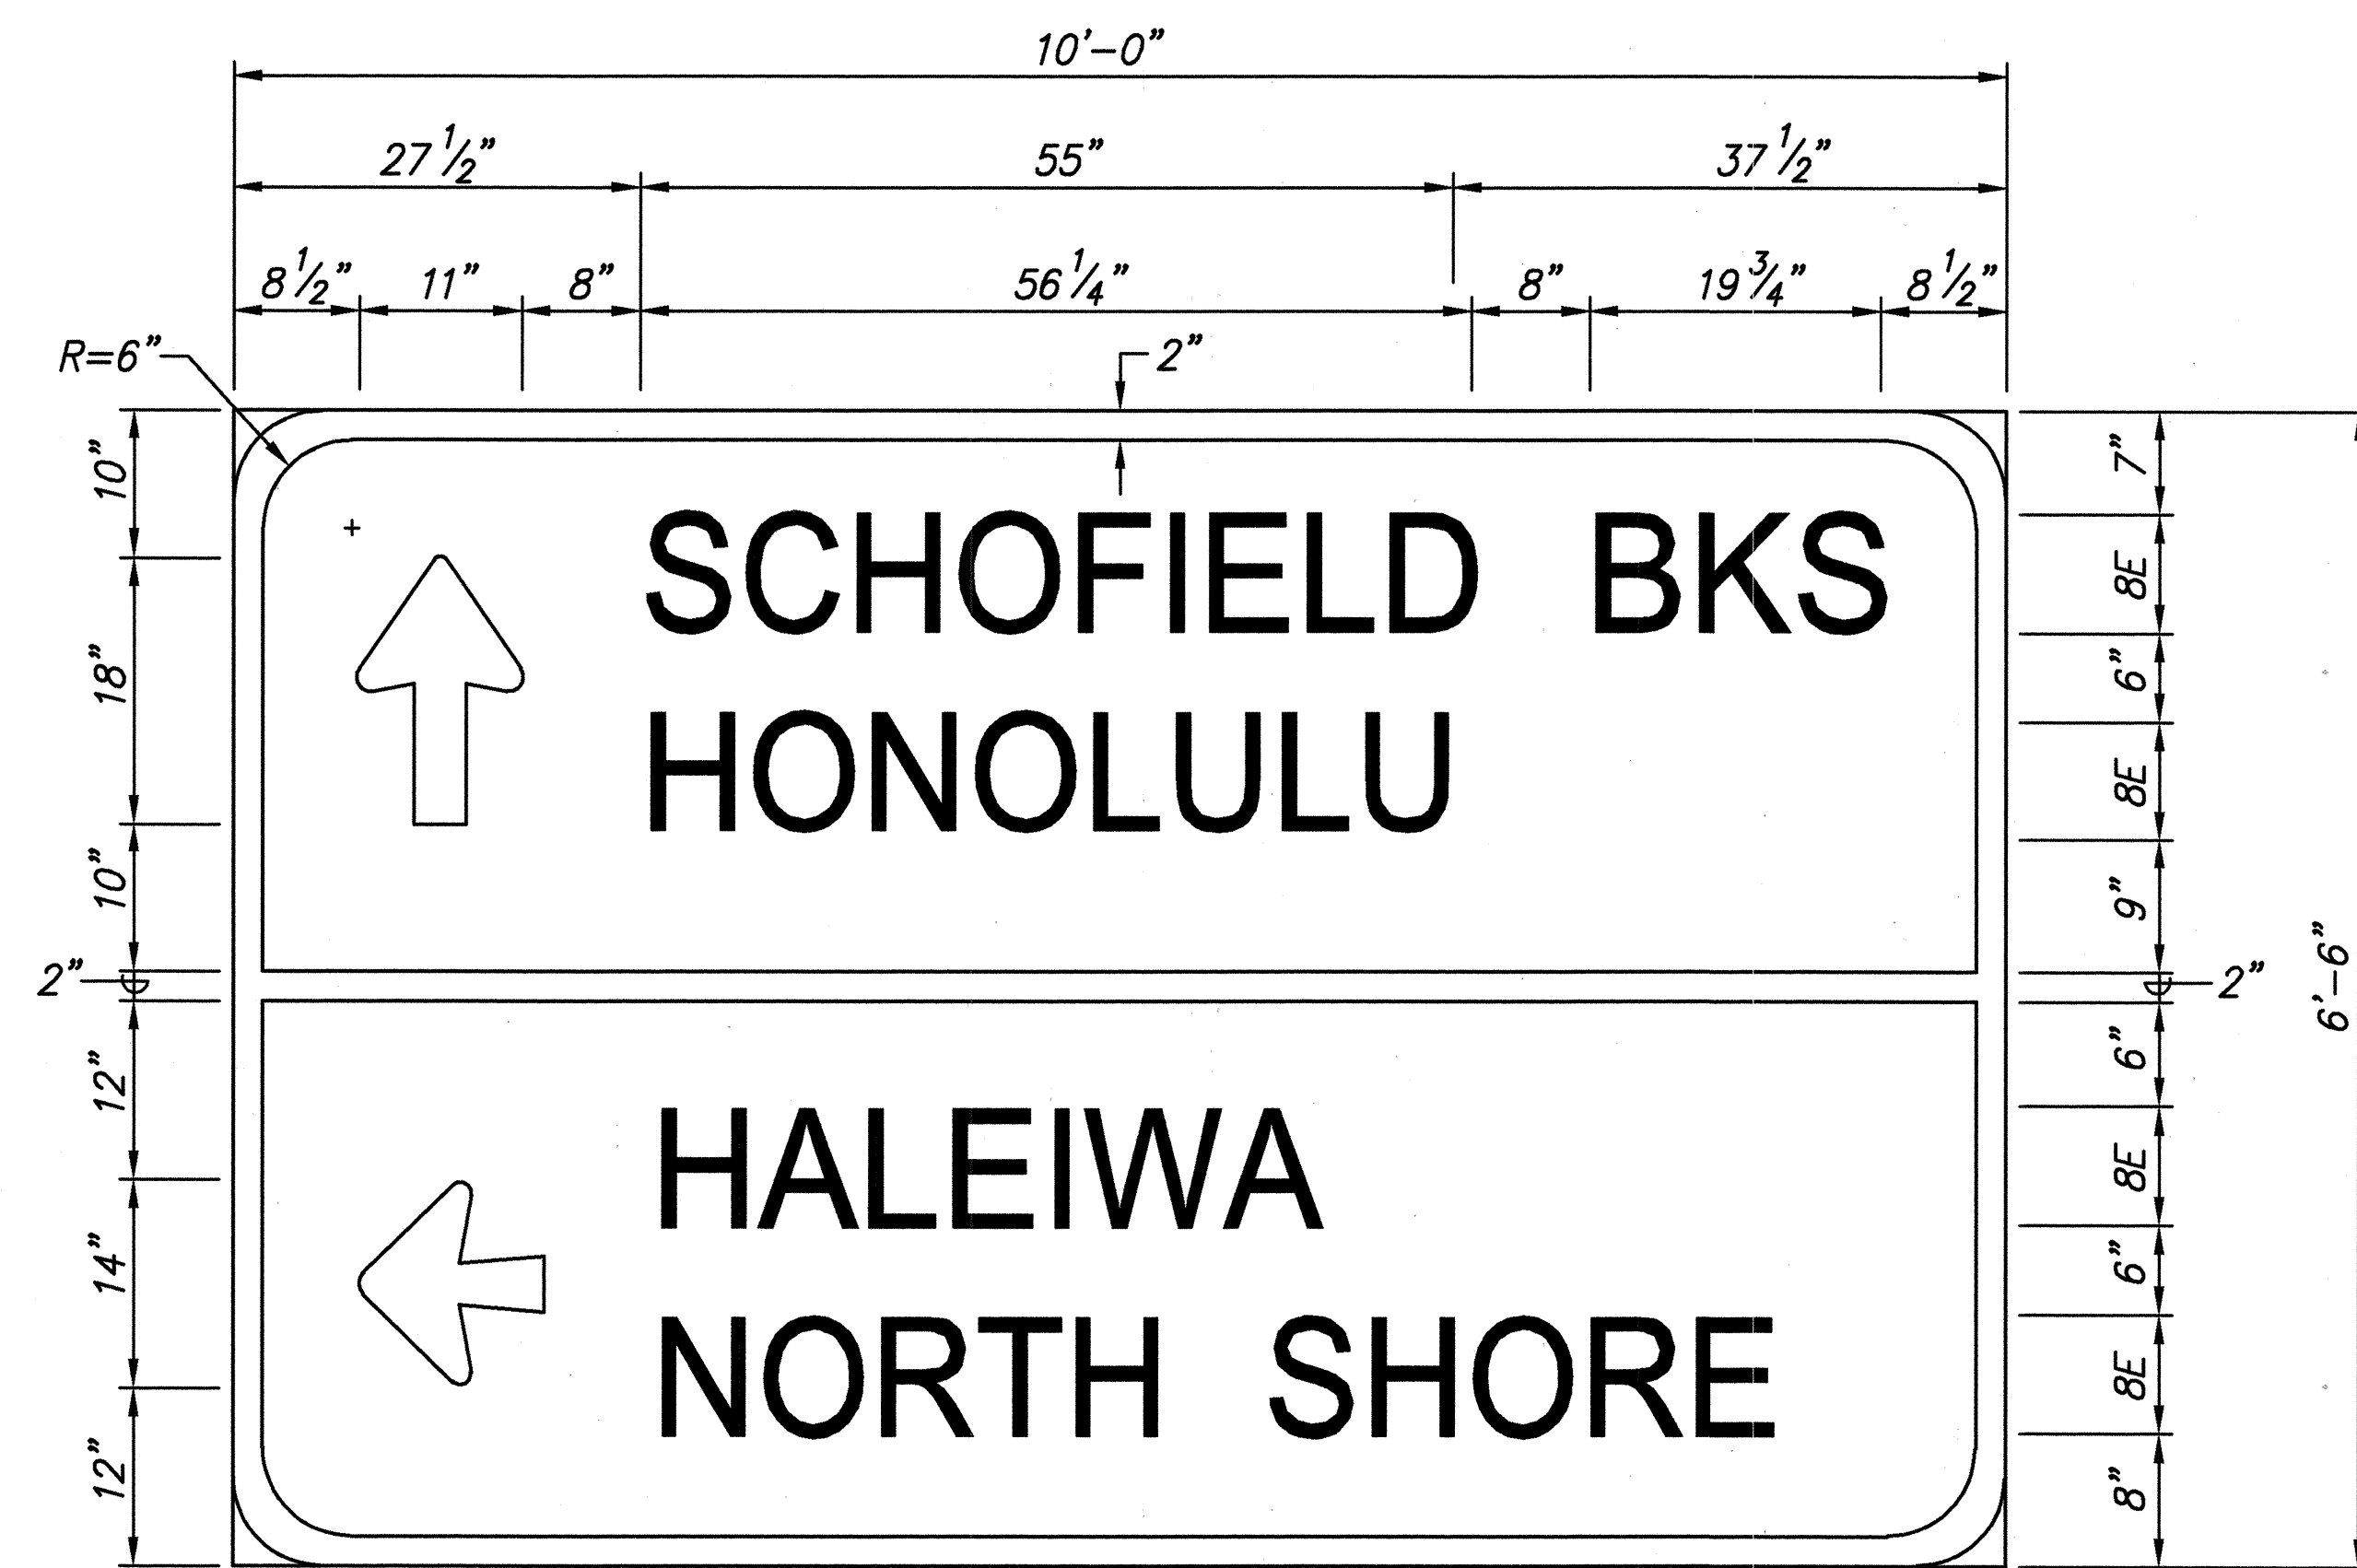 10'-0"
27 1/2" 55" 37 1/2"
8 1/2" 11" 8" 56 1/4" 8" 19 3/4" 8 1/2"
R=6" 2"
10" 7"
SCHOFIELD BKS
8E
18" 6"
HONOLULU
8E
10" 9"
2" 2" 6'-6"
12" 6"
HALEIWA
8E
14" 6"
NORTH SHORE
8E
12" 8"